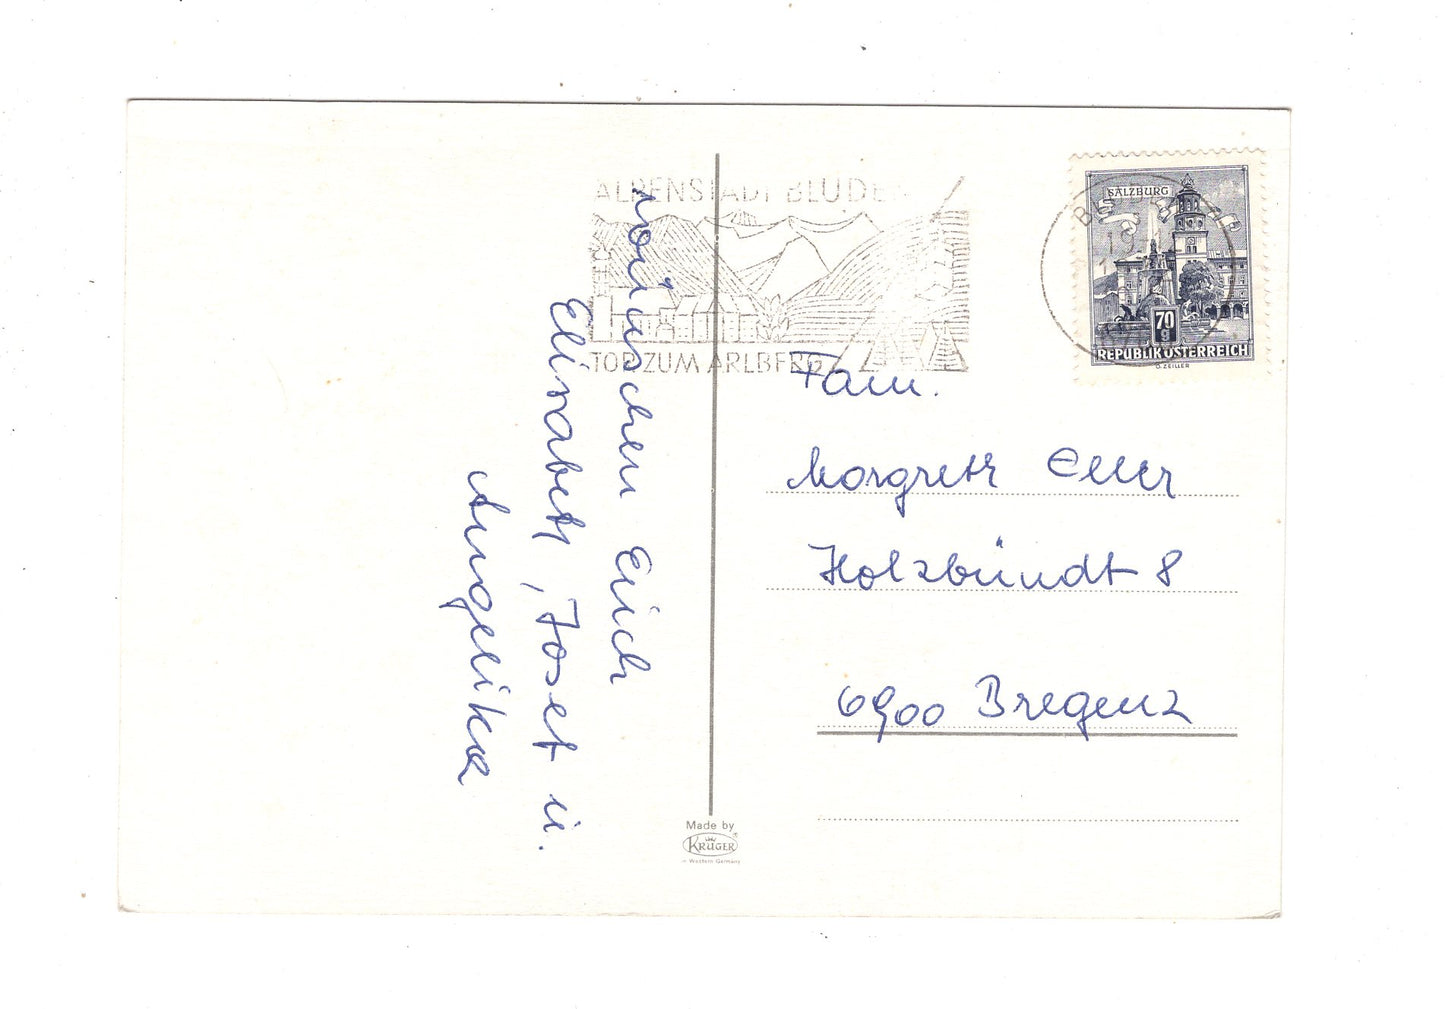 wünschen Euch
Elisabeth, Josef u.
Angelika
ALPENSTADT BLUDENZ
TOR ZUM ARLBERG
SALZBURG
70
g
REPUBLIK ÖSTERREICH
O. ZEILLER
Fam.
Margreth Eller
Holzbündt 8
6900 Bregenz
Made by
KRÜGER
Western Germany